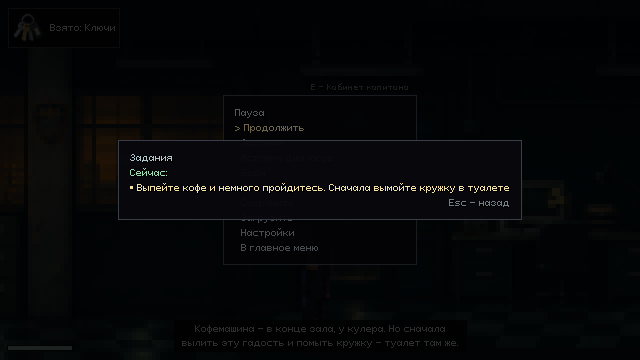 Взято: Ключи
E – Кабинет капитана
Пауза
> Продолжить
Задания
Сейчас:
▪ Выпейте кофе и немного пройдитесь. Сначала вымойте кружку в туалете
Esc – назад
Загрузить
Настройки
В главное меню
Кофемашина – в конце зала, у кулера. Но сначала
вылить эту гадость и помыть кружку – туалет там же.